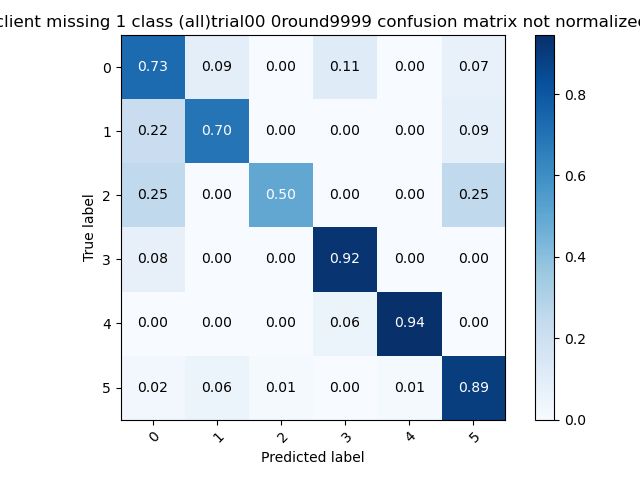 client missing 1 class (all)trial00 0round9999 confusion matrix not normalized
0 0.73 0.09 0.00 0.11 0.00 0.07
1 0.22 0.70 0.00 0.00 0.00 0.09
2 0.25 0.00 0.50 0.00 0.00 0.25
3 0.08 0.00 0.00 0.92 0.00 0.00
4 0.00 0.00 0.00 0.06 0.94 0.00
5 0.02 0.06 0.01 0.00 0.01 0.89
0 1 2 3 4 5
True label
Predicted label
0.8
0.6
0.4
0.2
0.0